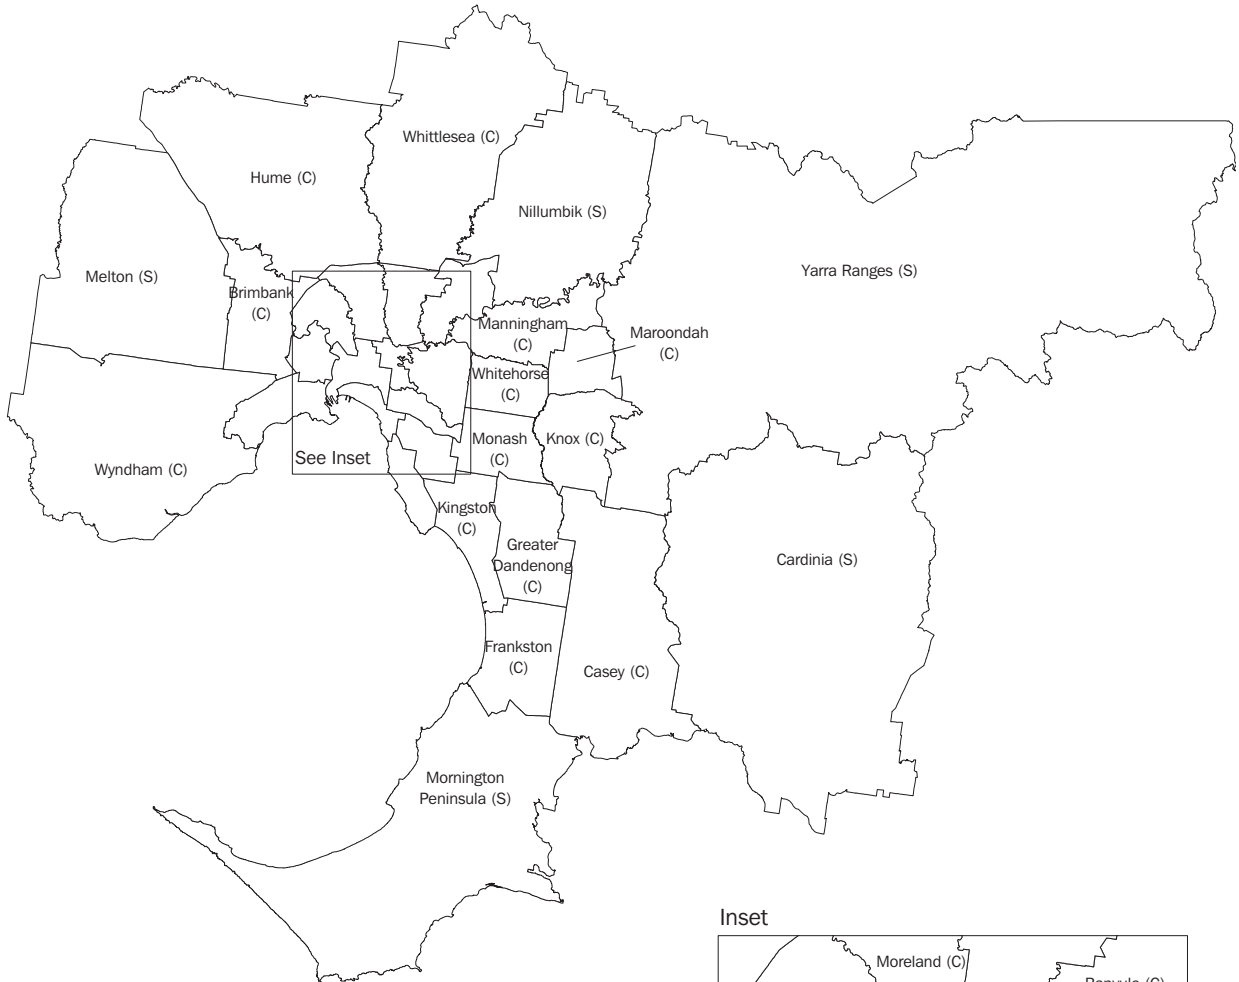 Whittlesea (C)
Hume (C)
Nillumbik (S)
Yarra Ranges (S)
Melton (S)
Brimbank
(C)
Manningham
(C)
Maroondah
(C)
Whitehorse
(C)
Monash
(C)
Knox (C)
See Inset
Wyndham (C)
Kingston
(C)
Greater
Dandenong
(C)
Cardinia (S)
Frankston
(C)
Casey (C)
Mornington
Peninsula (S)
Inset
Moreland (C)
Banyule (C)